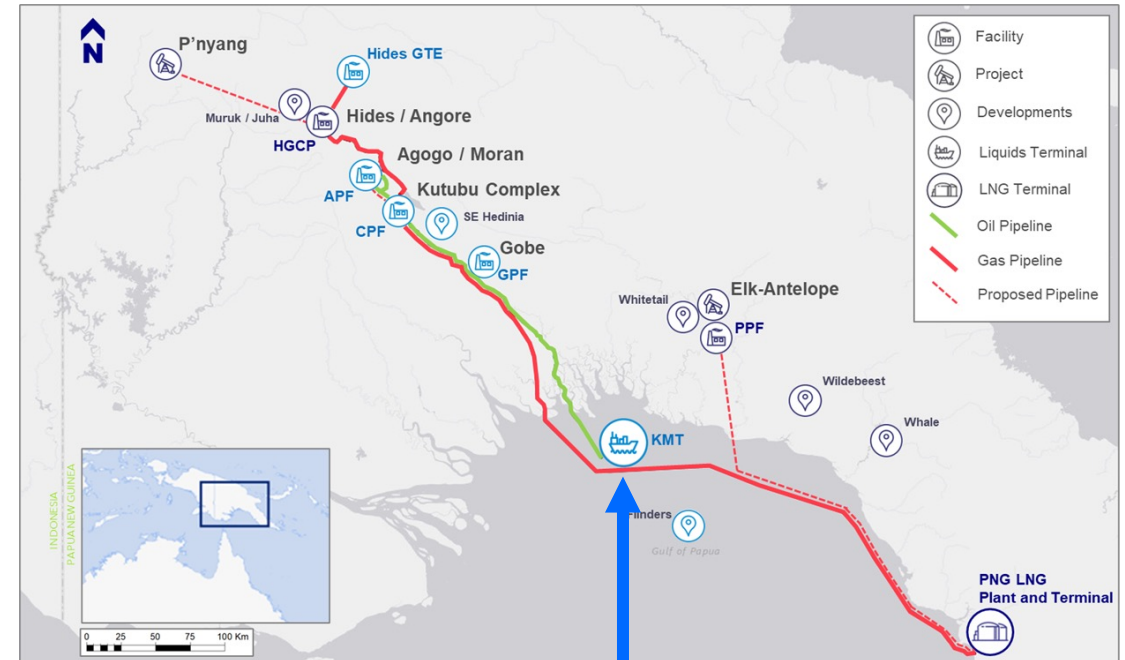 N
P'nyang
Hides GTE
Muruk / Juha
Hides / Angore
HGCP
Agogo / Moran
APF
Kutubu Complex
CPF
SE Hedinia
Gobe
GPF
Elk-Antelope
Whitetail
PPF
Wildebeest
Whale
KMT
Flinders
Gulf of Papua
PNG LNG
Plant and Terminal
Facility
Project
Developments
Liquids Terminal
LNG Terminal
Oil Pipeline
Gas Pipeline
Proposed Pipeline
INDONESIA
PAPUA NEW GUINEA
0 25 50 75 100 Km